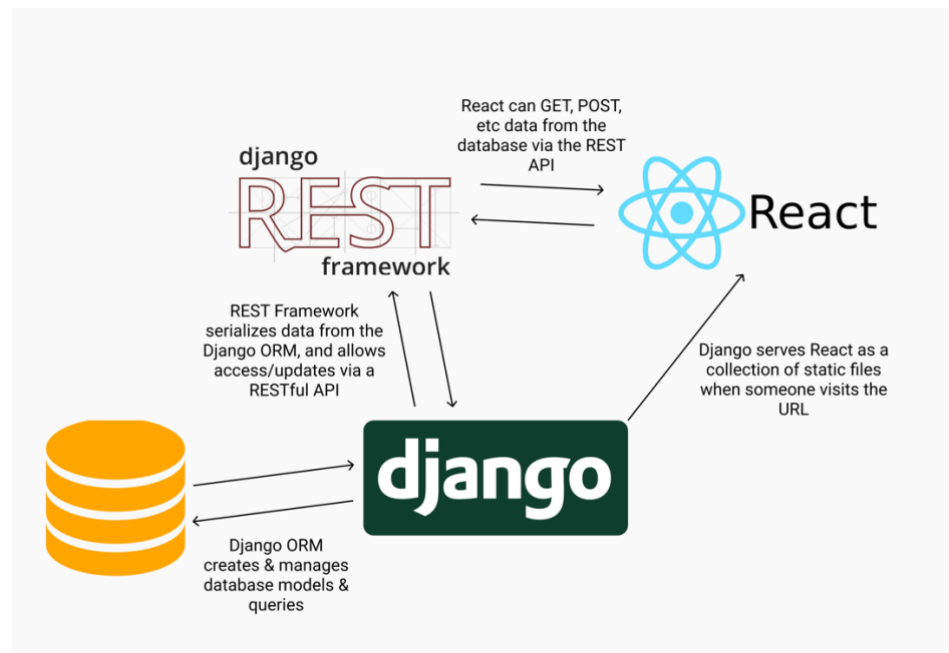 React can GET, POST,
etc data from the
database via the REST
API
django
REST
framework
React
REST Framework
serializes data from the
Django ORM, and allows
access/updates via a
RESTful API
Django serves React as a
collection of static files
when someone visits the
URL
django
Django ORM
creates & manages
database models &
queries